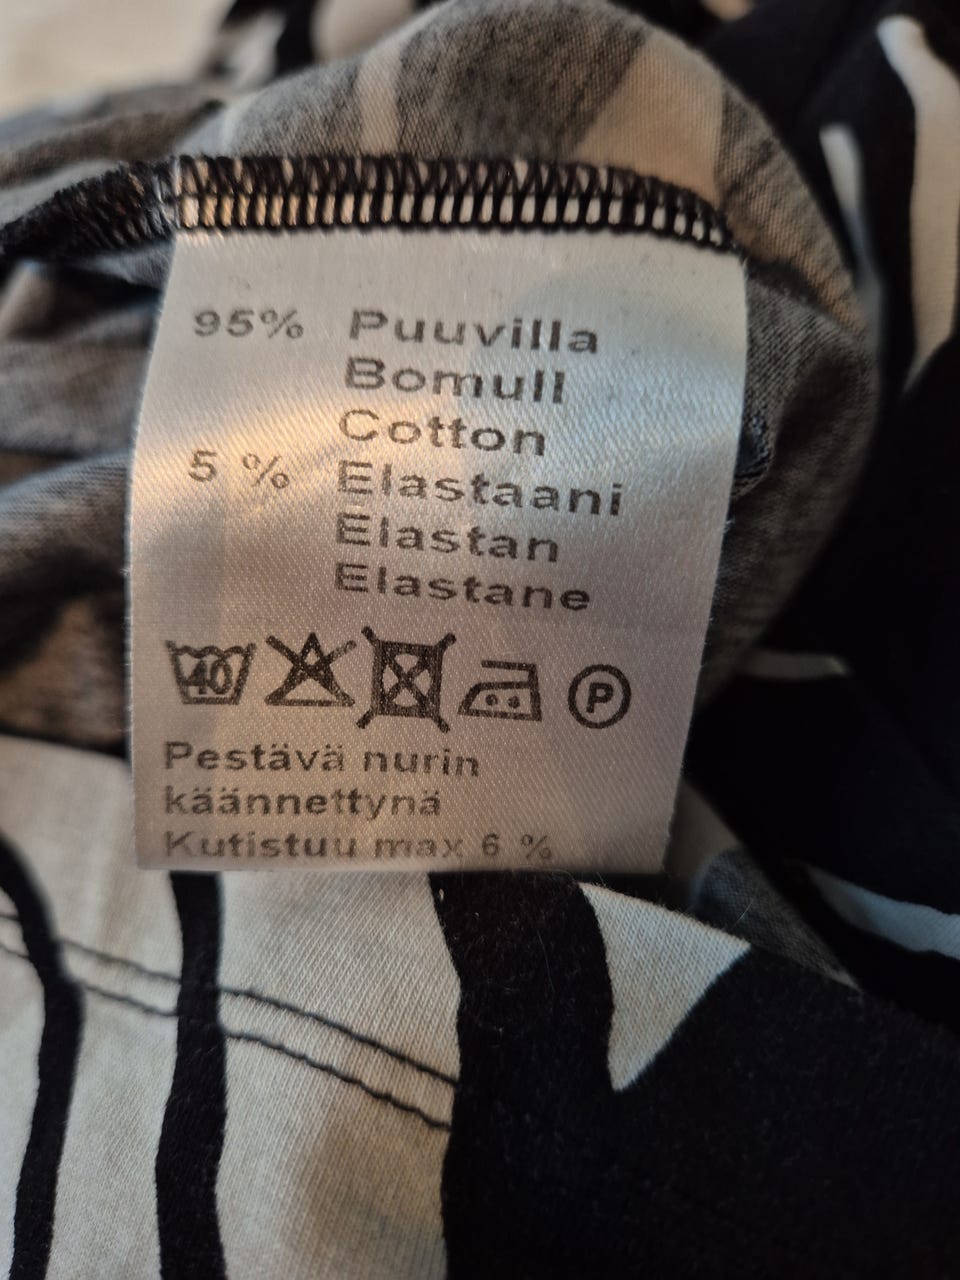 95% Puuvilla
Bomull
Cotton
5 % Elastaani
Elastan
Elastane
40 P
Pestävä nurin
käännettynä
Kutistuu max 6 %